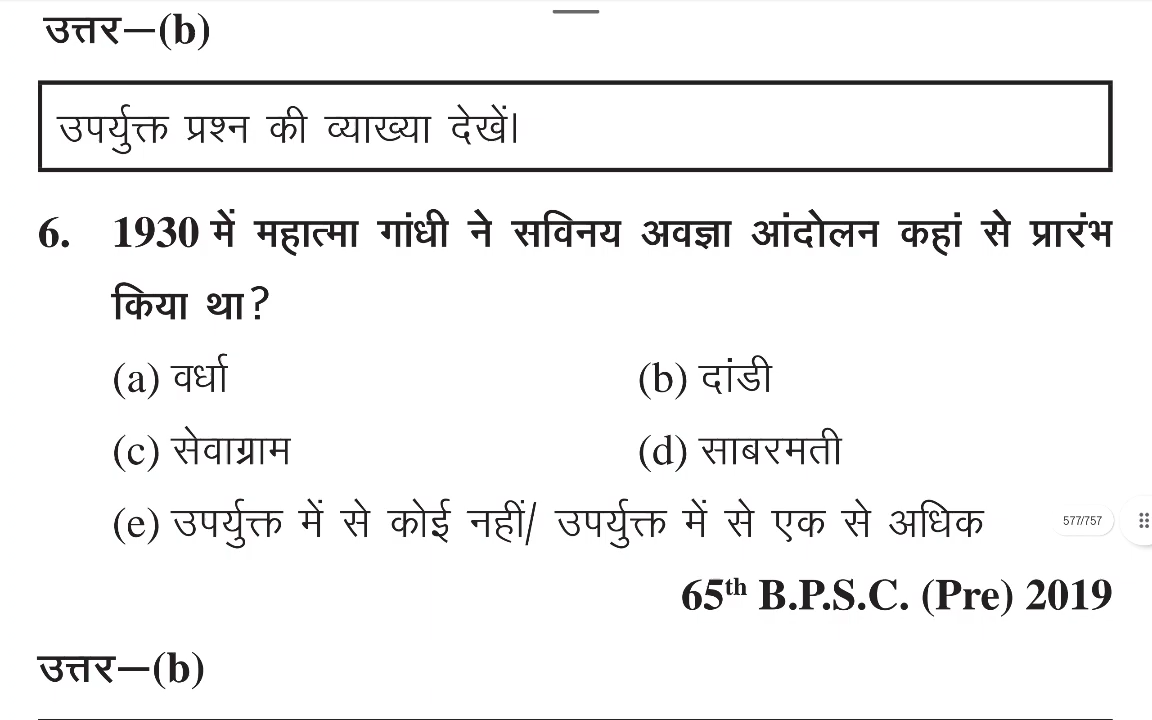 उत्तर—(b)
उपर्युक्त प्रश्न की व्याख्या देखें।
6. 1930 में महात्मा गांधी ने सविनय अवज्ञा आंदोलन कहां से प्रारंभ
किया था?
(a) वर्धा (b) दांडी
(c) सेवाग्राम (d) साबरमती
(e) उपर्युक्त में से कोई नहीं/ उपर्युक्त में से एक से अधिक
577/757
65th B.P.S.C. (Pre) 2019
उत्तर—(b)